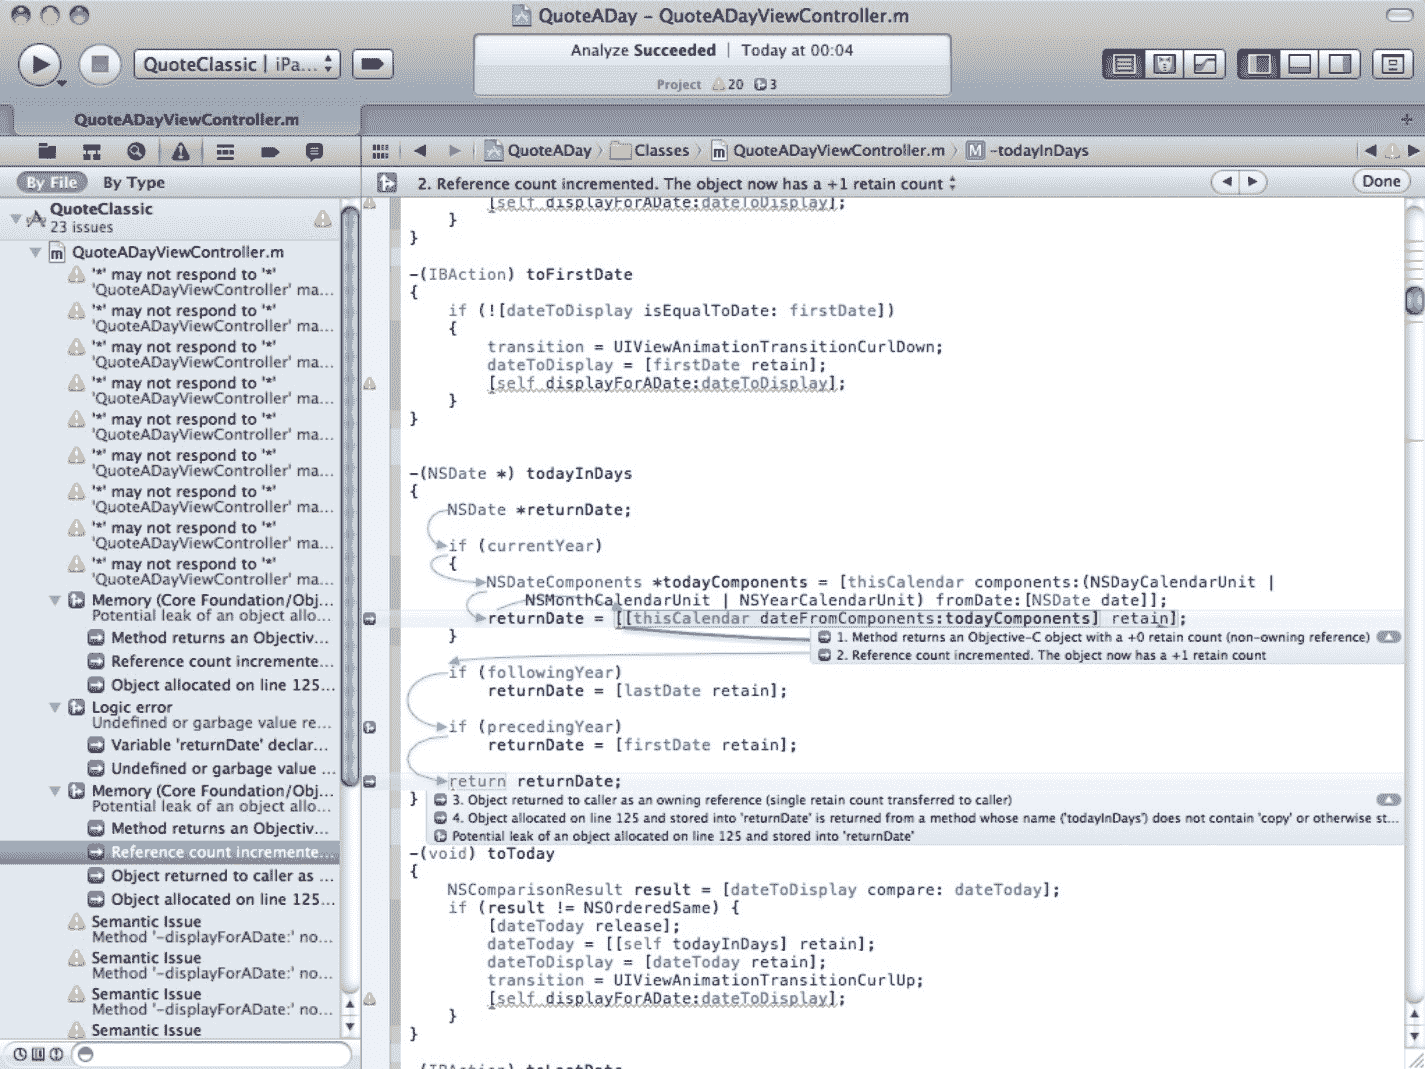 QuoteADay – QuoteADayViewController.m
QuoteClassic | iPa...
Analyze Succeeded | Today at 00:04
Project 20 3
QuoteADayViewController.m
QuoteADay Classes QuoteADayViewController.m -todayInDays
By File By Type
2. Reference count incremented. The object now has a +1 retain count
Done
QuoteClassic
23 issues
QuoteADayViewController.m
'*' may not respond to '*'
'QuoteADayViewController' ma...
'*' may not respond to '*'
'QuoteADayViewController' ma...
'*' may not respond to '*'
'QuoteADayViewController' ma...
'*' may not respond to '*'
'QuoteADayViewController' ma...
'*' may not respond to '*'
'QuoteADayViewController' ma...
'*' may not respond to '*'
'QuoteADayViewController' ma...
'*' may not respond to '*'
'QuoteADayViewController' ma...
'*' may not respond to '*'
'QuoteADayViewController' ma...
'*' may not respond to '*'
'QuoteADayViewController' ma...
Memory (Core Foundation/Obj...
Potential leak of an object allo...
Method returns an Objectiv...
Reference count incremente...
Object allocated on line 125...
Logic error
Undefined or garbage value re...
Variable 'returnDate' declar...
Undefined or garbage value ...
Memory (Core Foundation/Obj...
Potential leak of an object allo...
Method returns an Objectiv...
Reference count incremente...
Object returned to caller as ...
Object allocated on line 125...
Semantic Issue
Method '-displayForADate:' no...
Semantic Issue
Method '-displayForADate:' no...
Semantic Issue
Method '-displayForADate:' no...
Semantic Issue
[self displayForADate:dateToDisplay];
}
}
-(IBAction) toFirstDate
{
if (![dateToDisplay isEqualToDate: firstDate])
{
transition = UIViewAnimationTransitionCurlDown;
dateToDisplay = [firstDate retain];
[self displayForADate:dateToDisplay];
}
}
-(NSDate *) todayInDays
{
NSDate *returnDate;
if (currentYear)
{
NSDateComponents *todayComponents = [thisCalendar components:(NSDayCalendarUnit |
NSMonthCalendarUnit | NSYearCalendarUnit) fromDate:[NSDate date]];
returnDate = [[thisCalendar dateFromComponents:todayComponents] retain];
}
1. Method returns an Objective-C object with a +0 retain count (non-owning reference)
2. Reference count incremented. The object now has a +1 retain count
if (followingYear)
returnDate = [lastDate retain];
if (precedingYear)
returnDate = [firstDate retain];
return returnDate;
}
3. Object returned to caller as an owning reference (single retain count transferred to caller)
4. Object allocated on line 125 and stored into 'returnDate' is returned from a method whose name ('todayInDays') does not contain 'copy' or otherwise st...
Potential leak of an object allocated on line 125 and stored into 'returnDate'
-(void) toToday
{
NSComparisonResult result = [dateToDisplay compare: dateToday];
if (result != NSOrderedSame) {
[dateToday release];
dateToday = [[self todayInDays] retain];
dateToDisplay = [dateToday retain];
transition = UIViewAnimationTransitionCurlUp;
[self displayForADate:dateToDisplay];
}
}
-(IBAction) toLastDate